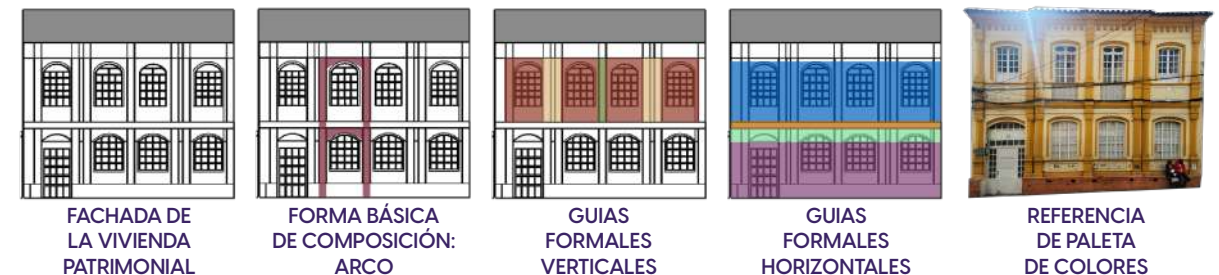 FACHADA DE
LA VIVIENDA
PATRIMONIAL
FORMA BÁSICA
DE COMPOSICIÓN:
ARCO
GUIAS
FORMALES
VERTICALES
GUIAS
FORMALES
HORIZONTALES
REFERENCIA
DE PALETA
DE COLORES